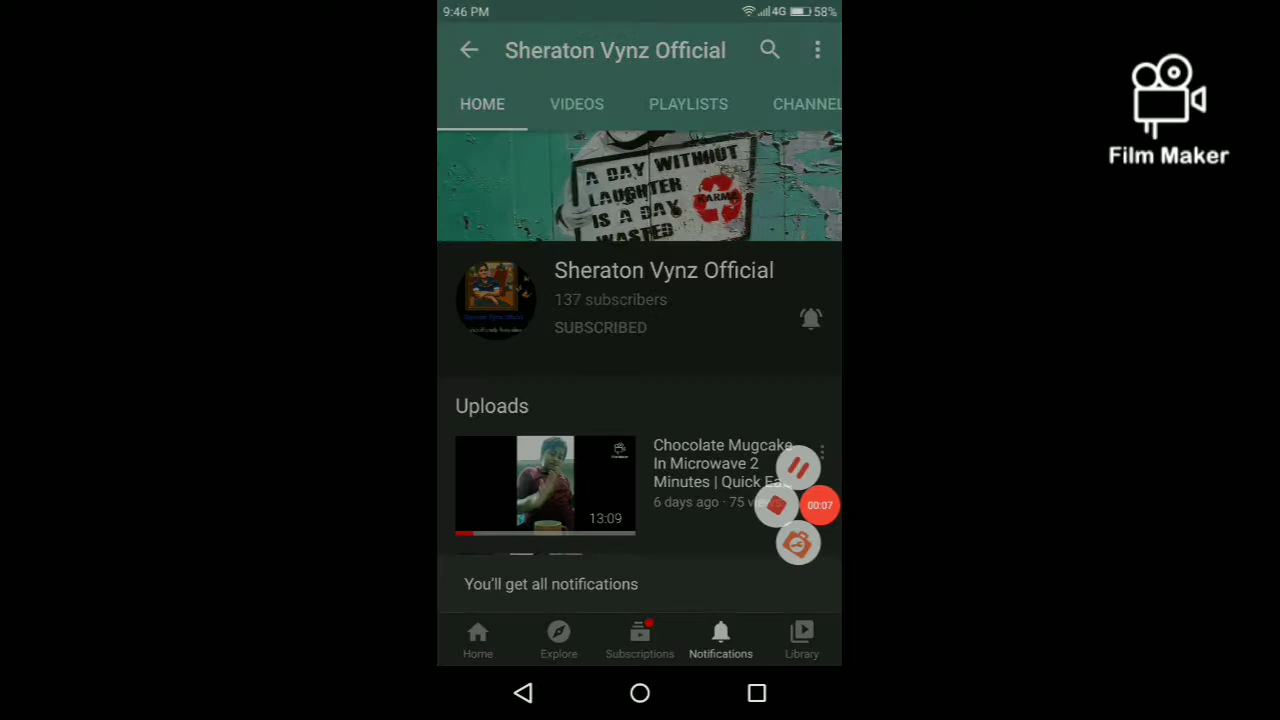 9:46 PM
4G 58%
Sheraton Vynz Official
HOME VIDEOS PLAYLISTS CHANNEL
A DAY WITHOUT
LAUGHTER
IS A DAY
WASTED
KARMA
Sheraton Vynz Official
137 subscribers
SUBSCRIBED
Uploads
Chocolate Mugcake
In Microwave 2
Minutes | Quick Ea...
6 days ago · 75 views
13:09
00:07
You'll get all notifications
Home Explore Subscriptions Notifications Library
Film Maker